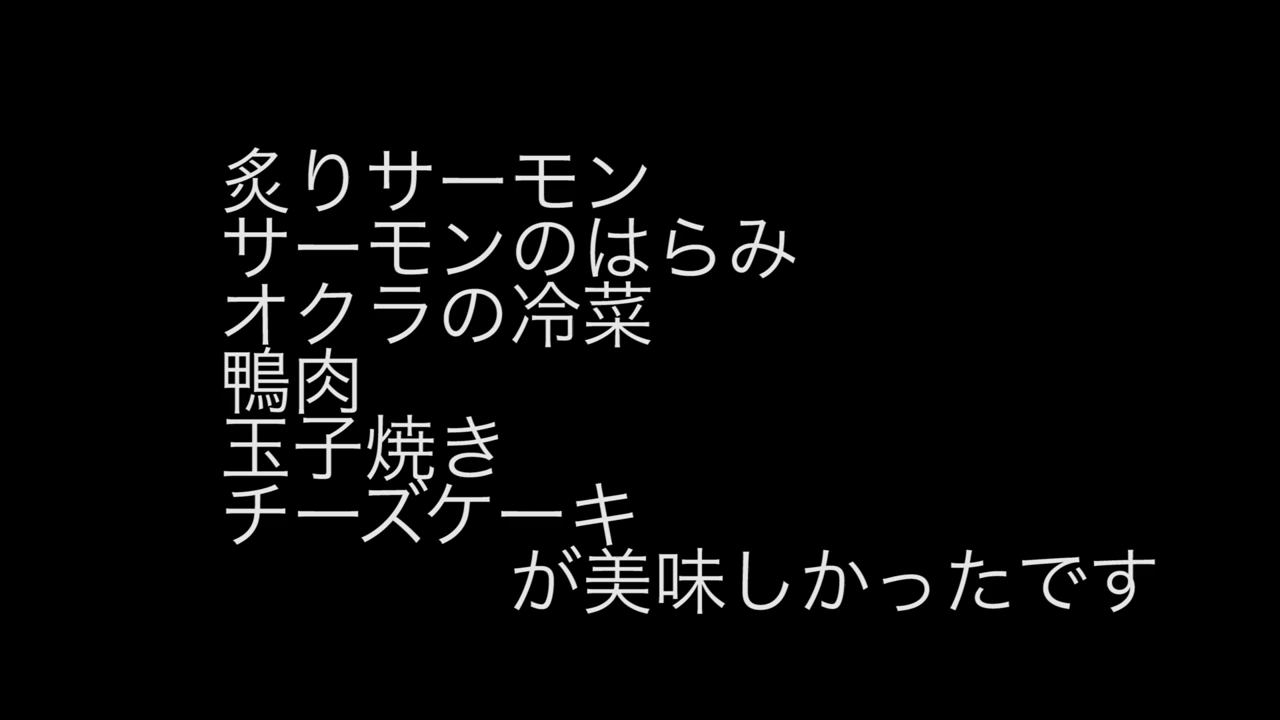 炙りサーモン
サーモンのはらみ
オクラの冷菜
鴨肉
玉子焼き
チーズケーキ
が美味しかったです